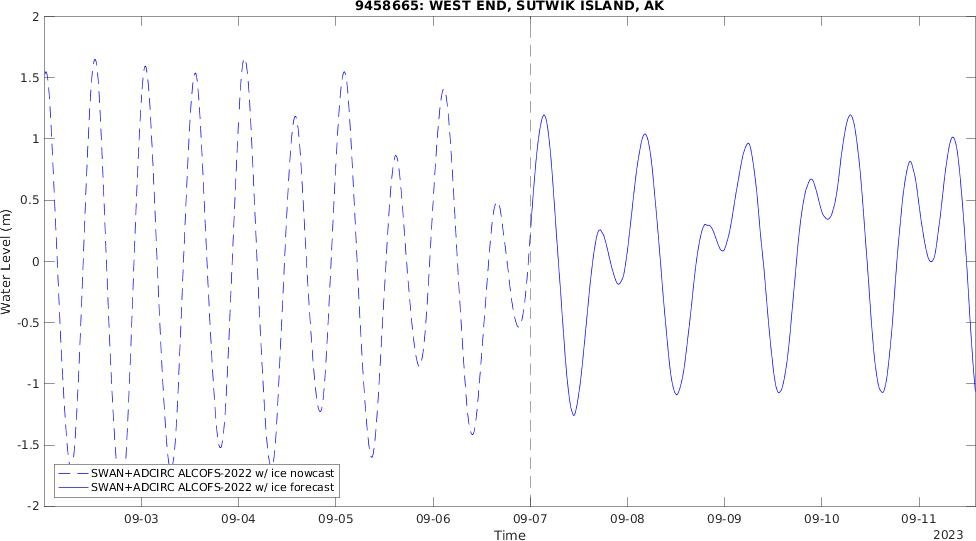 9458665: WEST END, SUTWIK ISLAND, AK
2
1.5
1
0.5
0
-0.5
-1
-1.5
-2
Water Level (m)
SWAN+ADCIRC ALCOFS-2022 w/ ice nowcast
SWAN+ADCIRC ALCOFS-2022 w/ ice forecast
09-03 09-04 09-05 09-06 09-07 09-08 09-09 09-10 09-11
Time
2023